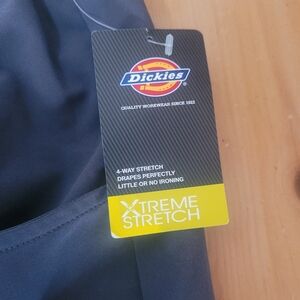 Dickies
QUALITY WORKWEAR SINCE 1922
4-WAY STRETCH
DRAPES PERFECTLY
LITTLE OR NO IRONING
XTREME
STRETCH